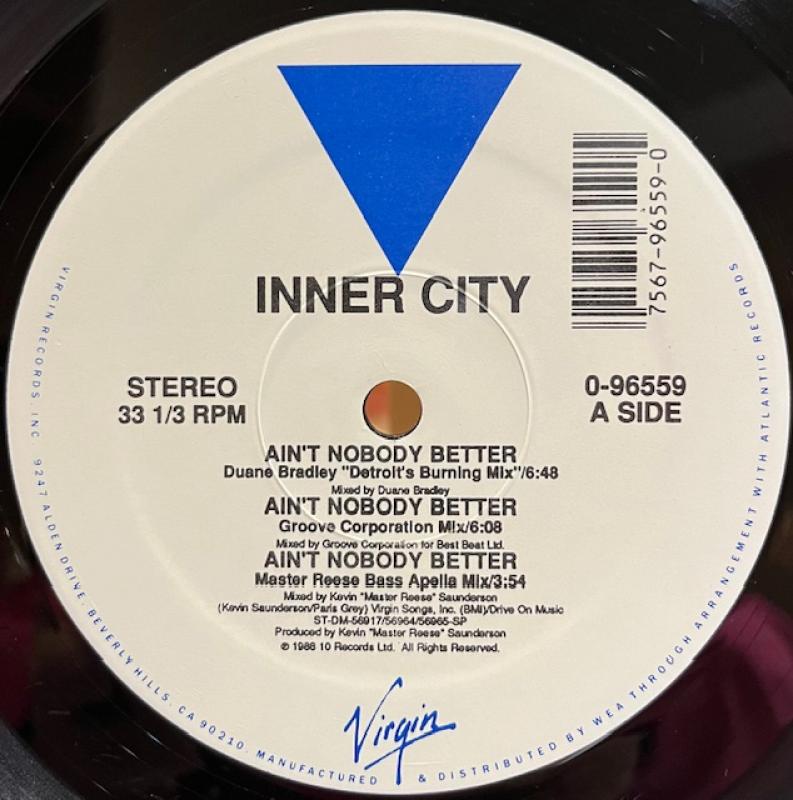 INNER CITY
7567-96559-0
STEREO
33 1/3 RPM
0-96559
A SIDE
AIN'T NOBODY BETTER
Duane Bradley "Detroit's Burning Mix"/6:48
Mixed by Duane Bradley
AIN'T NOBODY BETTER
Groove Corporation Mix/6:08
Mixed by Groove Corporation for Best Beat Ltd.
AIN'T NOBODY BETTER
Master Reese Bass Apella Mix/3:54
Mixed by Kevin "Master Reese" Saunderson
(Kevin Saunderson/Paris Grey) Virgin Songs, Inc. (BMI)/Drive On Music
ST-DM-56917/56964/56965-SP
Produced by Kevin "Master Reese" Saunderson
℗ 1988 10 Records Ltd. All Rights Reserved.
Virgin
VIRGIN RECORDS, INC. 9247 ALDEN DRIVE, BEVERLY HILLS, CA 90210. MANUFACTURED & DISTRIBUTED BY WEA THROUGH ARRANGEMENT WITH ATLANTIC RECORDS